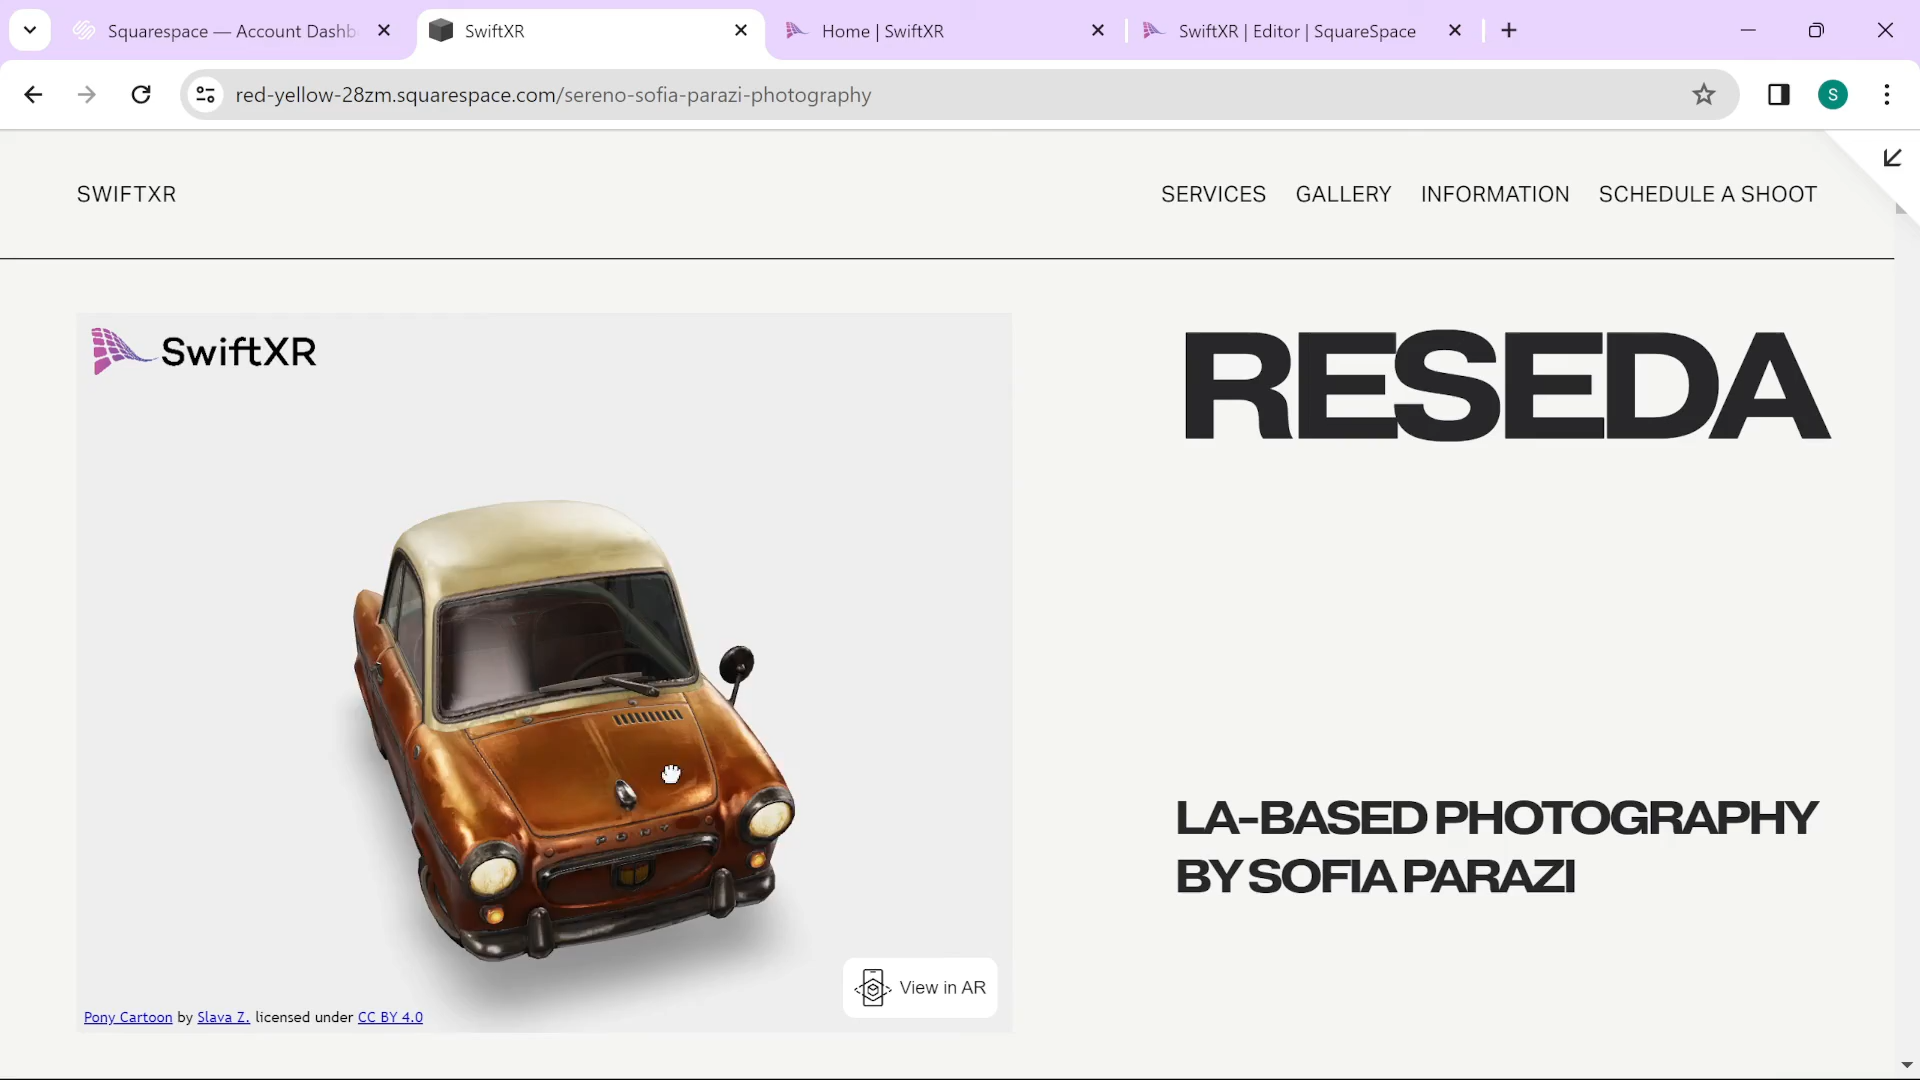 Squarespace — Account Dashb
SwiftXR
Home | SwiftXR
SwiftXR | Editor | SquareSpace
red-yellow-28zm.squarespace.com/sereno-sofia-parazi-photography
S
SWIFTXR
SERVICES GALLERY INFORMATION SCHEDULE A SHOOT
SwiftXR
RESEDA
PONY
LA-BASED PHOTOGRAPHY
BY SOFIA PARAZI
View in AR
Pony Cartoon by Slava Z. licensed under CC BY 4.0